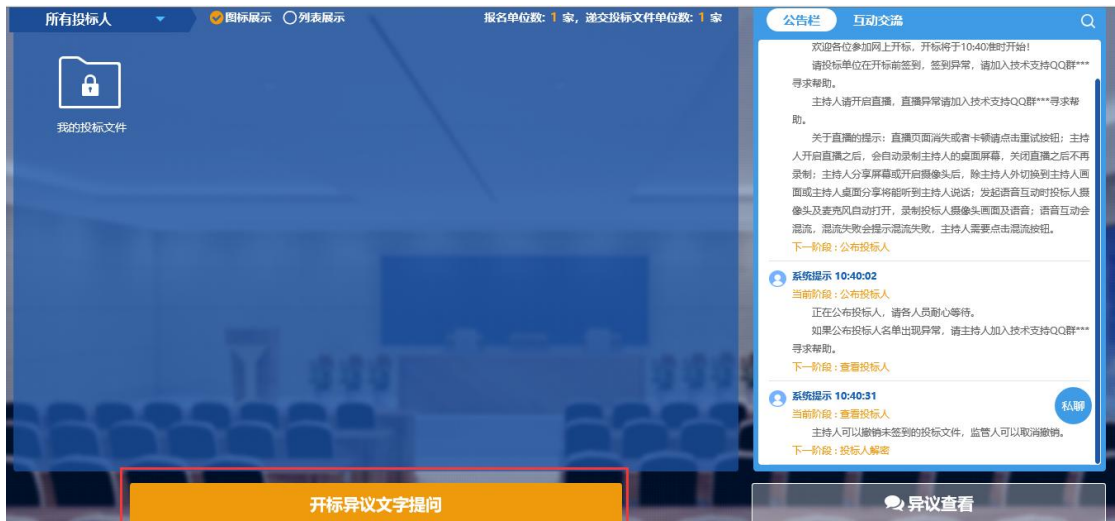 所有投标人
图标展示 列表展示
报名单位数: 1 家, 递交投标文件单位数: 1 家
我的投标文件
开标异议文字提问
公告栏 互动交流
欢迎各位参加网上开标，开标将于10:40准时开始！
请投标单位在开标前签到，签到异常，请加入技术支持QQ群***
寻求帮助。
主持人请开启直播，直播异常请加入技术支持QQ群***寻求帮
助。
关于直播的提示：直播页面消失或者卡顿请点击重试按钮；主持
人开启直播之后，会自动录制主持人的桌面屏幕，关闭直播之后不再
录制；主持人分享屏幕或开启摄像头后，除主持人外切换到主持人画
面或主持人桌面分享将能听到主持人说话；发起语音互动时投标人摄
像头及麦克风自动打开，录制投标人摄像头画面及语音；语音互动会
混流，混流失败会提示混流失败，主持人需要点击混流按钮。
下一阶段：公布投标人
系统提示 10:40:02
当前阶段：公布投标人
正在公布投标人，请各人员耐心等待。
如果公布投标人名单出现异常，请主持人加入技术支持QQ群***
寻求帮助。
下一阶段：查看投标人
系统提示 10:40:31
当前阶段：查看投标人
主持人可以撤销未签到的投标文件，监管人可以取消撤销。
下一阶段：投标人解密
私聊
异议查看